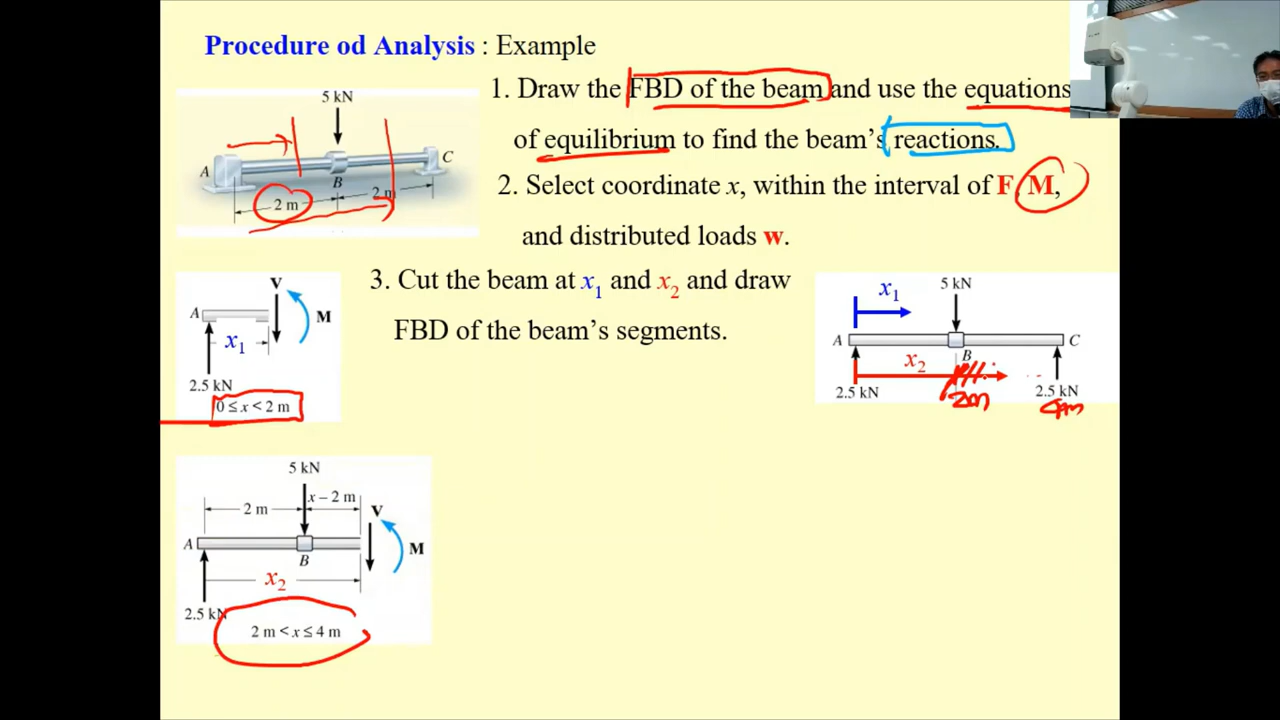 Procedure od Analysis : Example
1. Draw the FBD of the beam and use the equations
of equilibrium to find the beam's reactions.
2. Select coordinate x, within the interval of F, M,
and distributed loads w.
3. Cut the beam at x1 and x2 and draw
FBD of the beam's segments.
5 kN
A
B
C
2 m
2 m
V
A
M
x1
2.5 kN
0 ≤ x < 2 m
5 kN
x – 2 m
2 m
V
A
B
M
x2
2.5 kN
2 m < x ≤ 4 m
x1
5 kN
A
C
B
x2
2.5 kN
2.5 kN
2m
4m